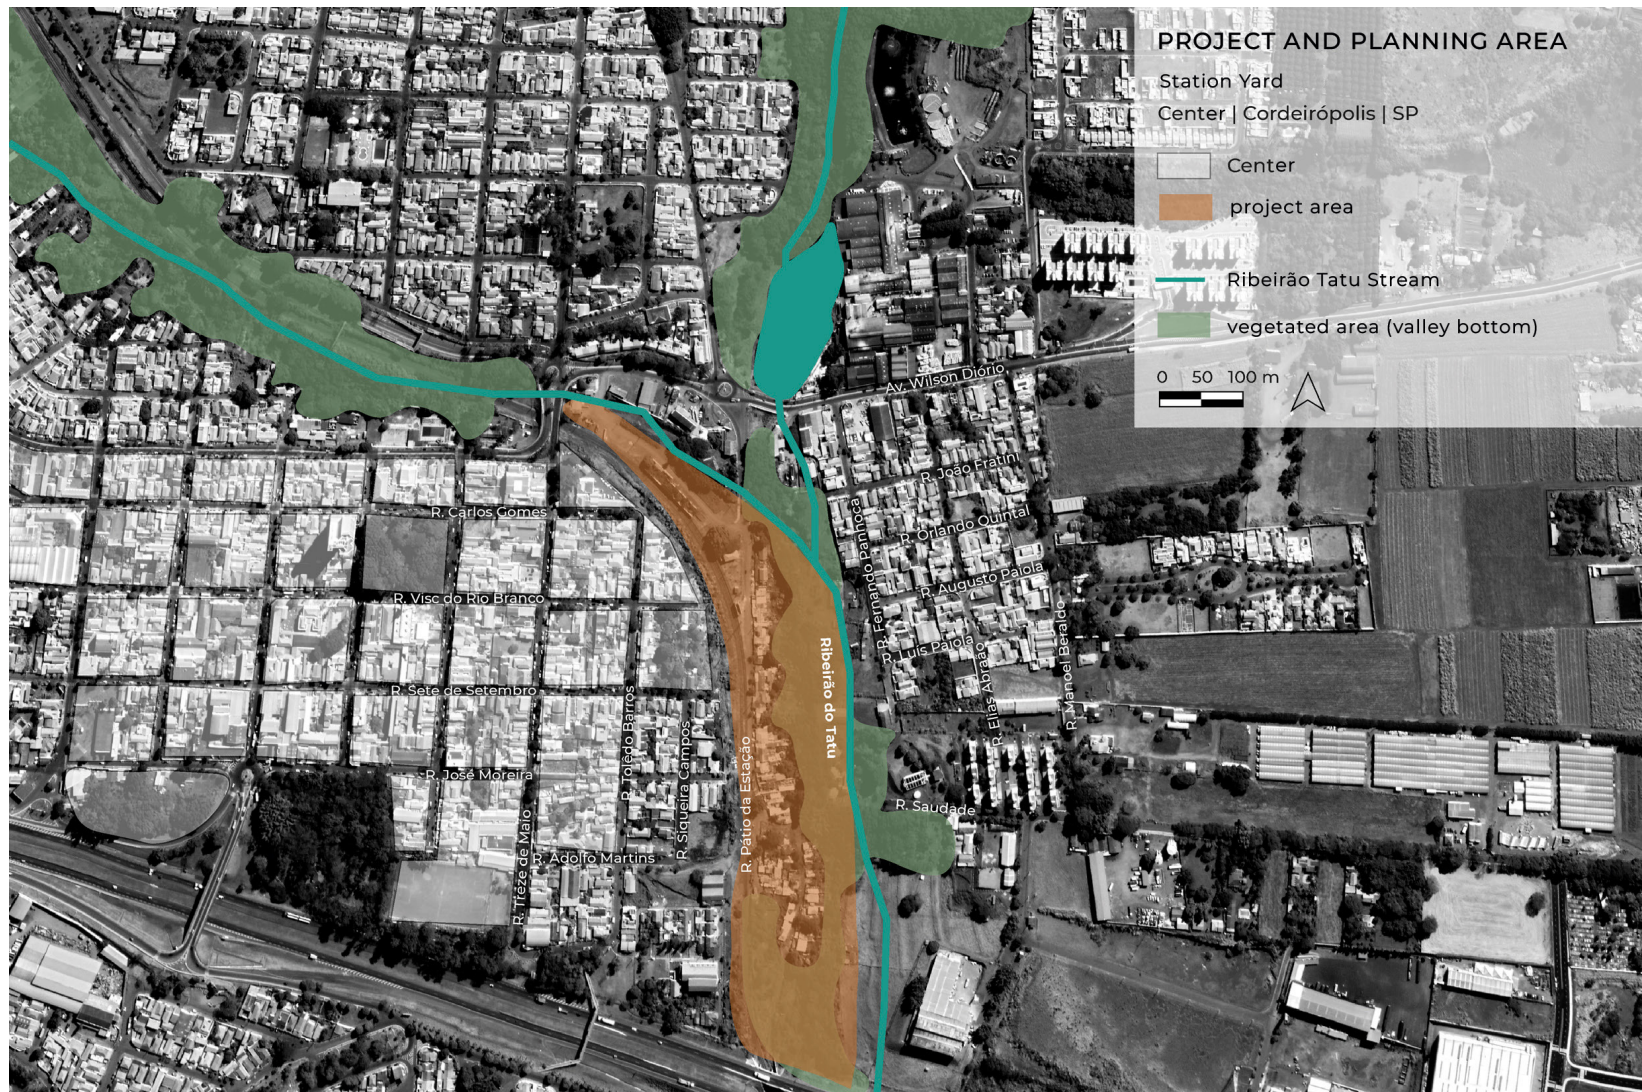 PROJECT AND PLANNING AREA
Station Yard
Center | Cordeirópolis | SP
Center
project area
Ribeirão Tatu Stream
vegetated area (valley bottom)
0 50 100 m
Av. Wilson Diório
R. João Fratini
R. Carlos Gomes
R. Orlando Quintal
R. Fernando Panhoca
R. Augusto Paiola
R. Visc do Rio Branco
R. Luis Paiola
R. Elias Abraão
R. Manoel Beraldo
Ribeirão do Tatu
R. Sete de Setembro
R. Toledo Barros
R. Siqueira Campos
R. Pátio da Estação
R. José Moreira
R. Saudade
R. Treze de Maio
R. Adolfo Martins